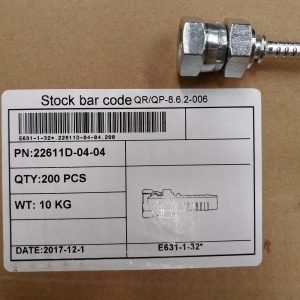 Stock bar code QR/QP-8.6.2-006
E631-1-32* 22611D-04-04.200
PN:22611D-04-04
QTY:200 PCS
WT: 10 KG
DATE:2017-12-1
E631-1-32*